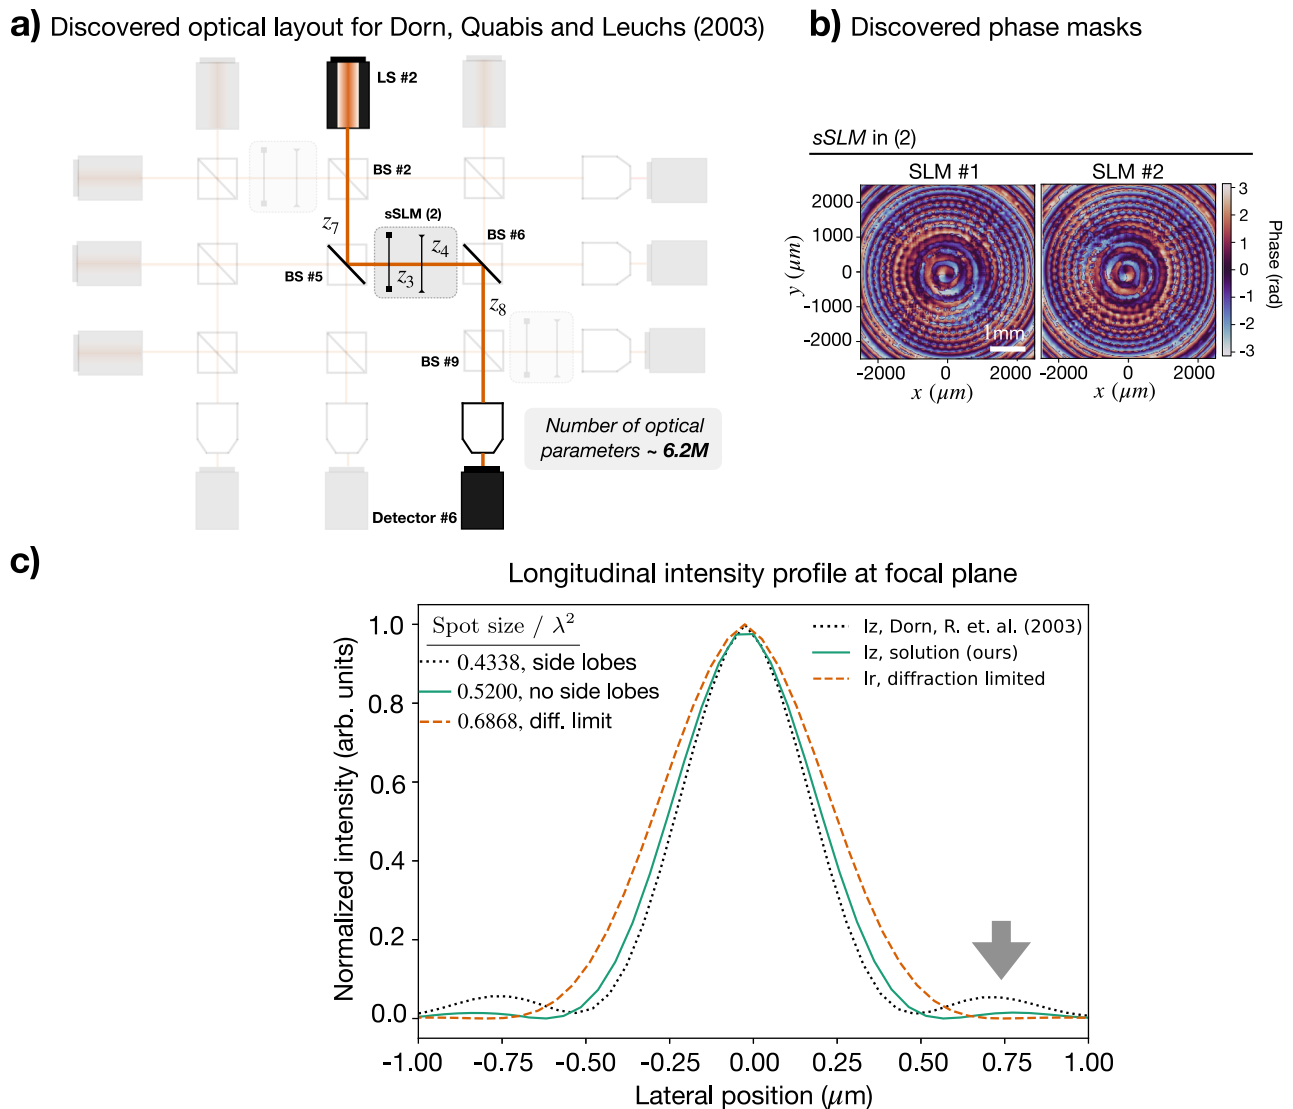 a) Discovered optical layout for Dorn, Quabis and Leuchs (2003)
LS #2
BS #2
sSLM (2)
BS #6
z₇
z₄
z₃
BS #5
z₈
BS #9
Number of optical
parameters ~ 6.2M
Detector #6
b) Discovered phase masks
sSLM in (2)
SLM #1
SLM #2
2000
1000
0
-1000
-2000
y (μm)
1mm
-2000
0
2500
x (μm)
-2000
0
2500
x (μm)
3
2
1
0
-1
-2
-3
Phase (rad)
c)
Longitudinal intensity profile at focal plane
Spot size / λ²
0.4338, side lobes
0.5200, no side lobes
0.6868, diff. limit
Iz, Dorn, R. et. al. (2003)
Iz, solution (ours)
Ir, diffraction limited
1.0
0.8
0.6
0.4
0.2
0.0
Normalized intensity (arb. units)
-1.00
-0.75
-0.50
-0.25
0.00
0.25
0.50
0.75
1.00
Lateral position (μm)